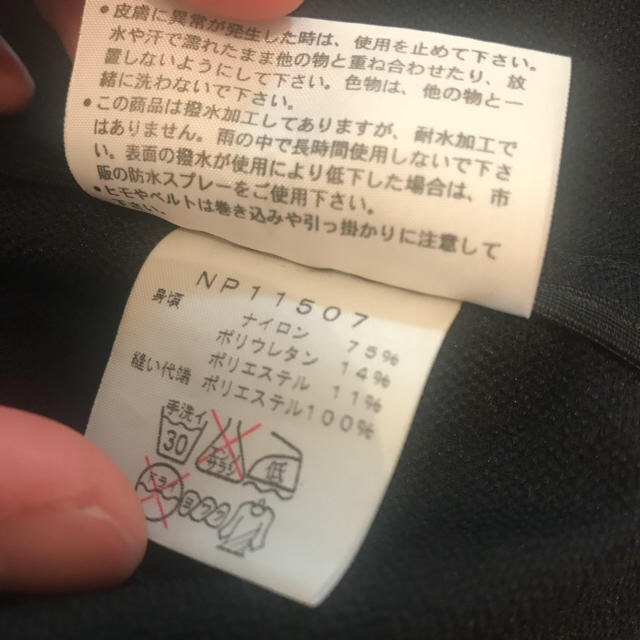 ●皮膚に異常が発生した時は、使用を止めて下さい。
水や汗で濡れたまま他の物と重ね合わせたり、放
置しないようにして下さい。色物は、他の物と一
緒に洗わないで下さい。
●この商品は撥水加工してありますが、耐水加工で
はありません。雨の中で長時間使用しないで下さ
い。表面の撥水が使用により低下した場合は、市
販の防水スプレーをご使用下さい。
●ヒモやベルトは巻き込みや引っ掛かりに注意して
下さい。
NP11507
身頃 ナイロン 75%
ポリウレタン 14%
ポリエステル 11%
縫い代端 ポリエステル100%
手洗イ
30
低
ドライ